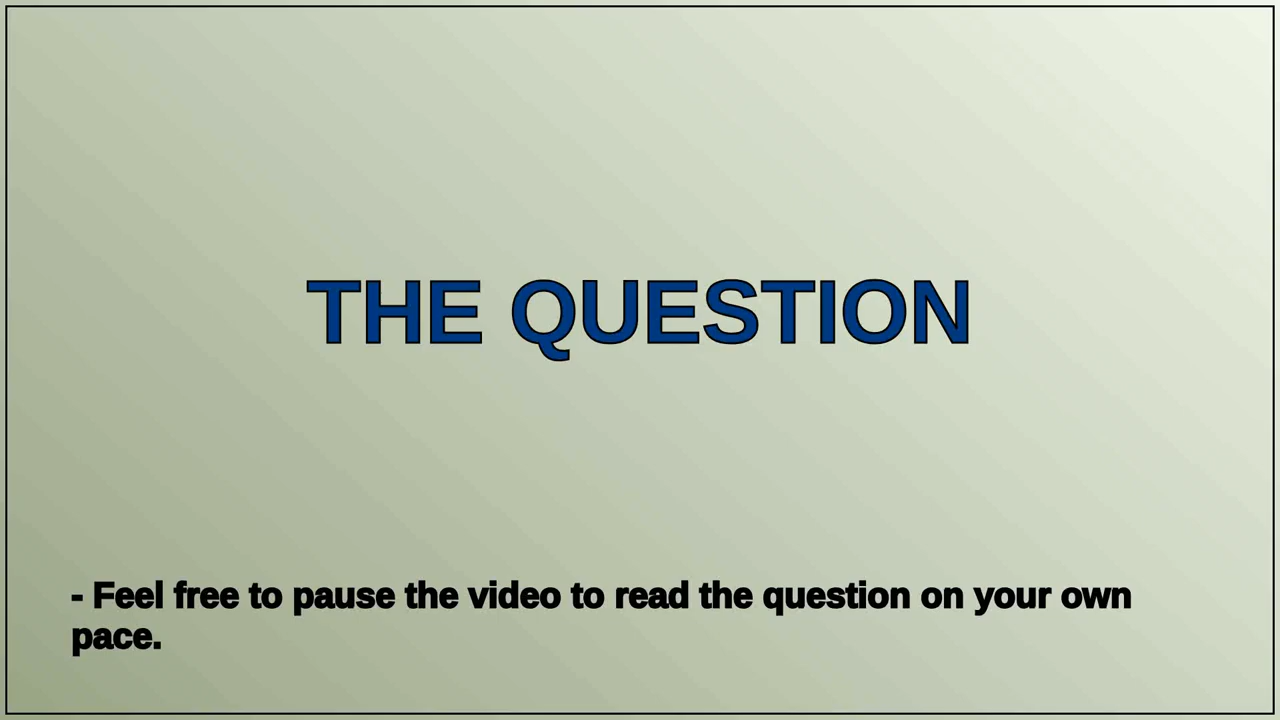 THE QUESTION
- Feel free to pause the video to read the question on your own
pace.